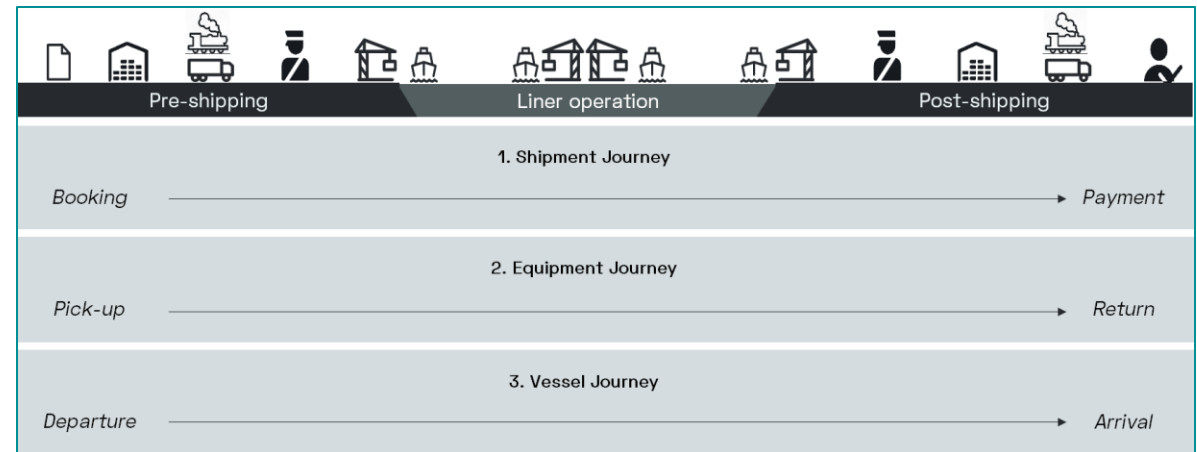 Pre-shipping Liner operation Post-shipping
1. Shipment Journey
Booking Payment
2. Equipment Journey
Pick-up Return
3. Vessel Journey
Departure Arrival